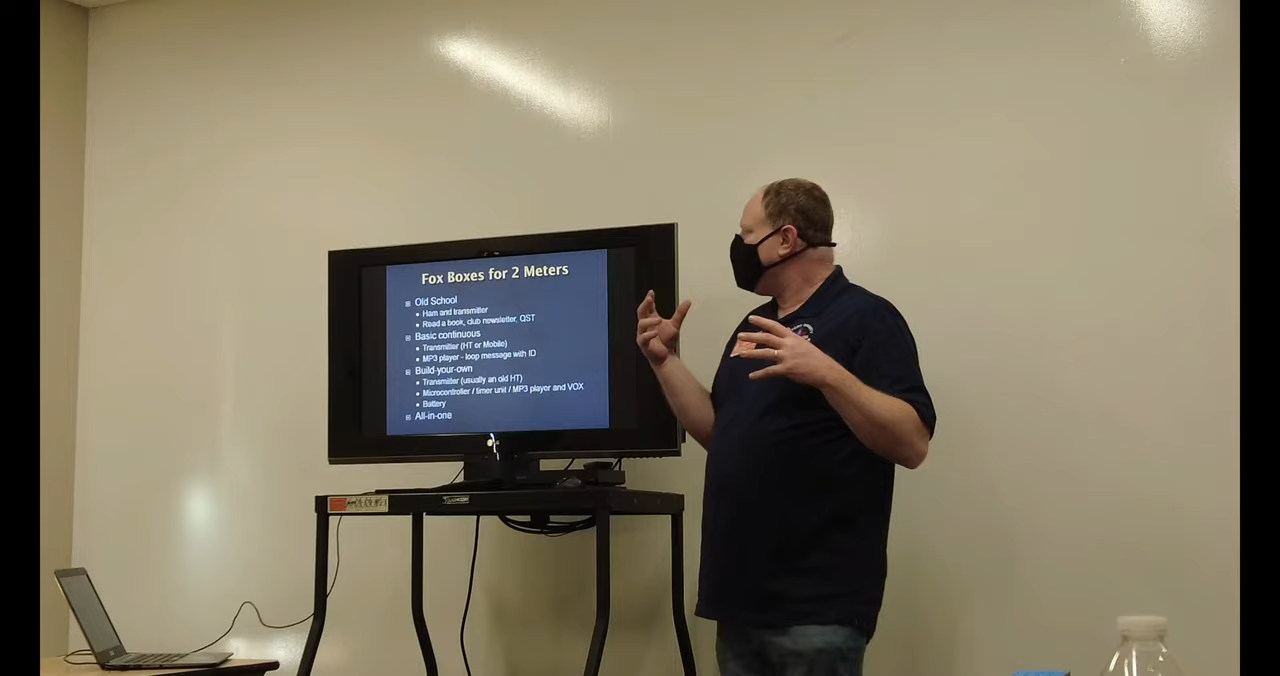 Fox Boxes for 2 Meters
Old School
Ham and transmitter
Read a book, club newsletter, QST
Basic continuous
Transmitter (HT or Mobile)
MP3 player - loop message with ID
Build-your-own
Transmitter (usually an old HT)
Microcontroller / timer unit / MP3 player and VOX
Battery
All-in-one